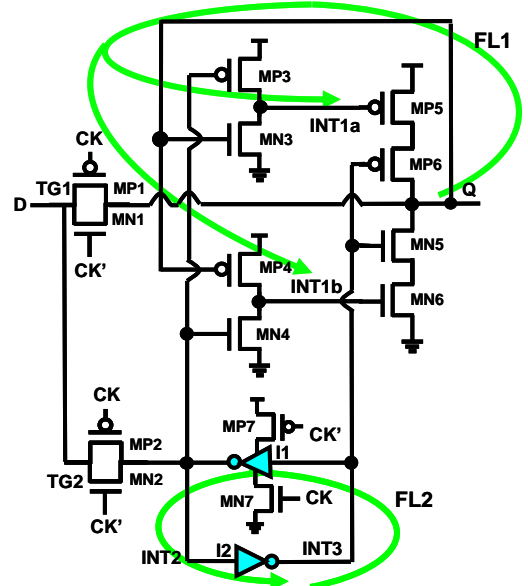 FL1
MP3
MP5
INT1a
MN3
CK
MP6
TG1
MP1
Q
D
MN1
MN5
CK'
MP4
INT1b
MN6
MN4
CK
MP7
CK'
MP2
I1
TG2
MN2
MN7
CK
FL2
CK'
I2
INT2
INT3